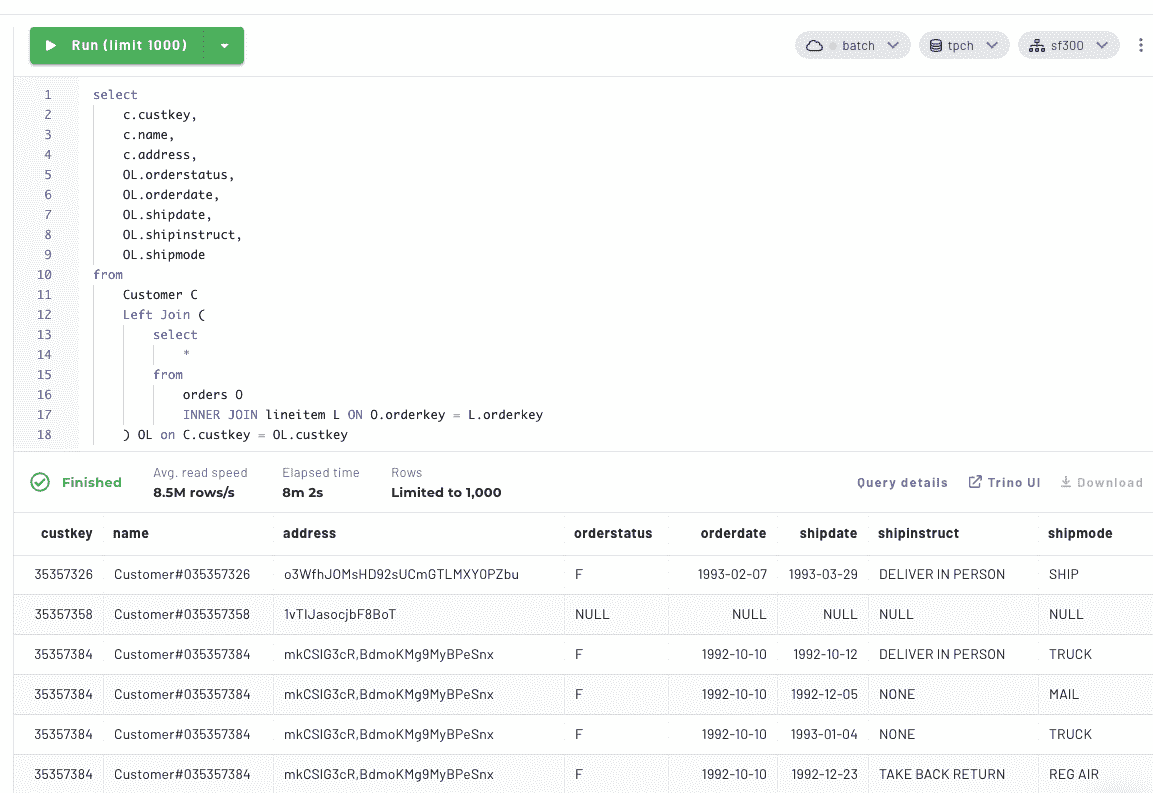 Run (limit 1000)
batch
tpch
sf300
1 select
2 c.custkey,
3 c.name,
4 c.address,
5 OL.orderstatus,
6 OL.orderdate,
7 OL.shipdate,
8 OL.shipinstruct,
9 OL.shipmode
10 from
11 Customer C
12 Left Join (
13 select
14 *
15 from
16 orders O
17 INNER JOIN lineitem L ON O.orderkey = L.orderkey
18 ) OL on C.custkey = OL.custkey
Finished
Avg. read speed
8.5M rows/s
Elapsed time
8m 2s
Rows
Limited to 1,000
Query details
Trino UI
Download
custkey name address orderstatus orderdate shipdate shipinstruct shipmode
35357326 Customer#035357326 o3WfhJOMsHD92sUCmGTLMXY0PZbu F 1993-02-07 1993-03-29 DELIVER IN PERSON SHIP
35357358 Customer#035357358 1vTIJasocjbF8BoT NULL NULL NULL NULL NULL
35357384 Customer#035357384 mkCSIG3cR,BdmoKMg9MyBPeSnx F 1992-10-10 1992-10-12 DELIVER IN PERSON TRUCK
35357384 Customer#035357384 mkCSIG3cR,BdmoKMg9MyBPeSnx F 1992-10-10 1992-12-05 NONE MAIL
35357384 Customer#035357384 mkCSIG3cR,BdmoKMg9MyBPeSnx F 1992-10-10 1993-01-04 NONE TRUCK
35357384 Customer#035357384 mkCSIG3cR,BdmoKMg9MyBPeSnx F 1992-10-10 1992-12-23 TAKE BACK RETURN REG AIR